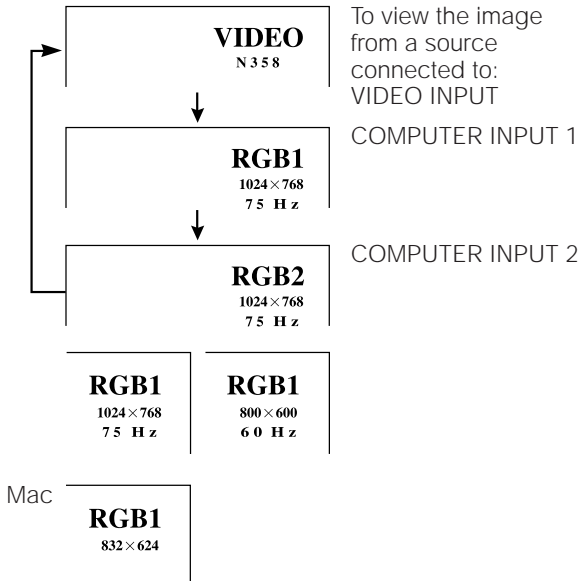 VIDEO
N358
To view the image
from a source
connected to:
VIDEO INPUT
RGB1
1024×768
75 Hz
COMPUTER INPUT 1
RGB2
1024×768
75 Hz
COMPUTER INPUT 2
RGB1
1024×768
75 Hz
RGB1
800×600
60 Hz
Mac
RGB1
832×624